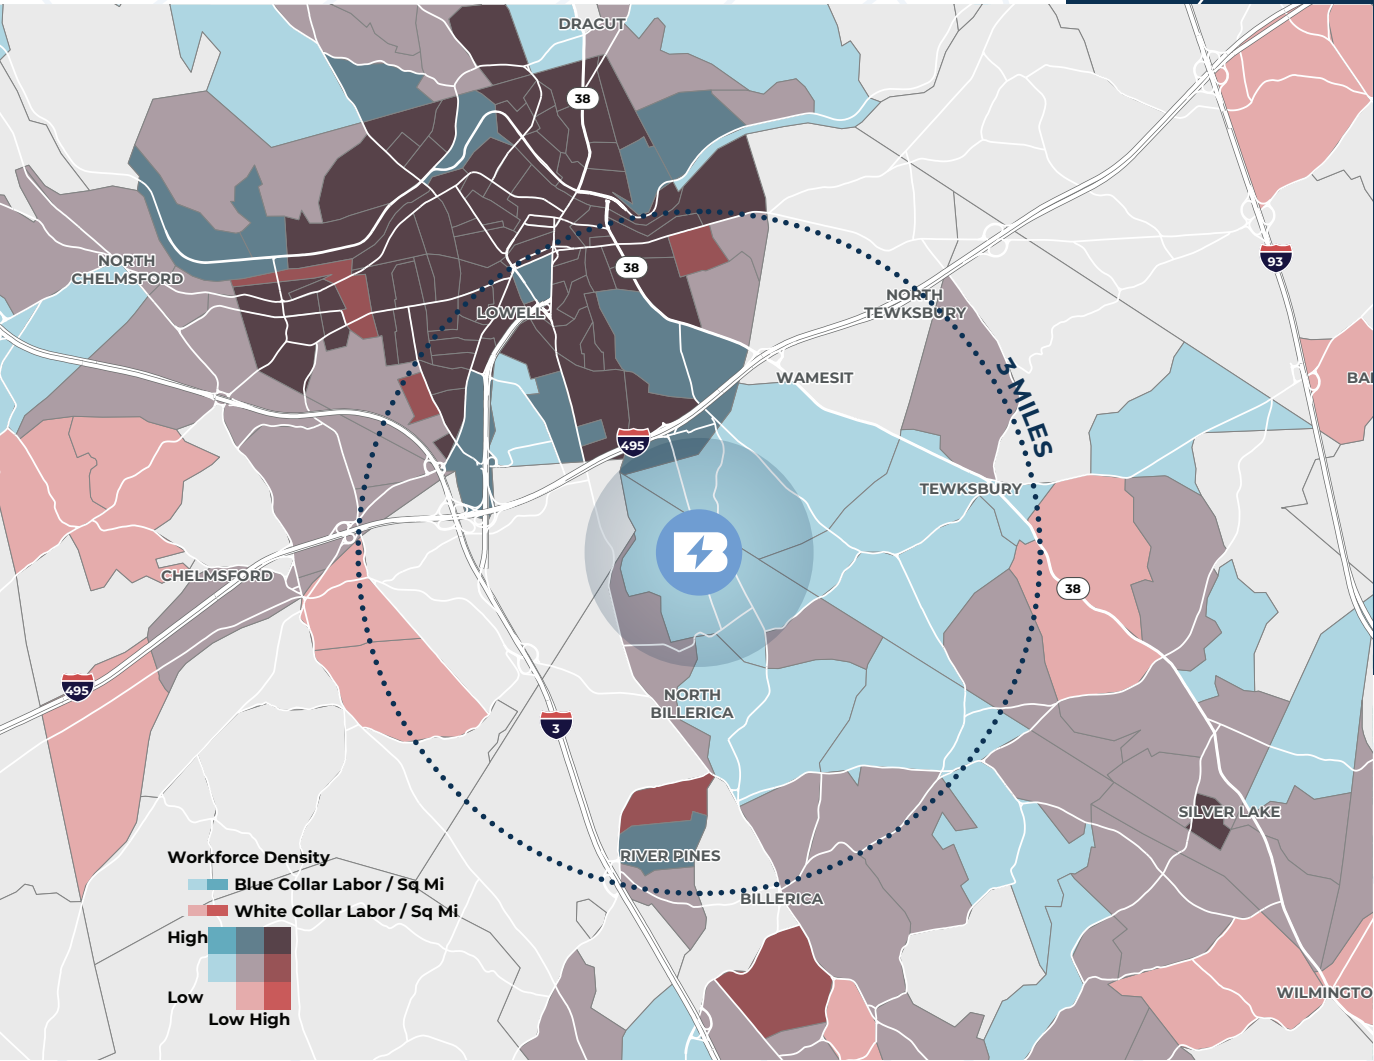 DRACUT
38
93
NORTH
CHELMSFORD
38
NORTH
TEWKSBURY
LOWELL
3 MILES
WAMESIT
BAL
495
TEWKSBURY
CHELMSFORD
38
495
NORTH
BILLERICA
3
SILVER LAKE
RIVER PINES
BILLERICA
WILMINGTO
Workforce Density
Blue Collar Labor / Sq Mi
White Collar Labor / Sq Mi
High
Low
Low High